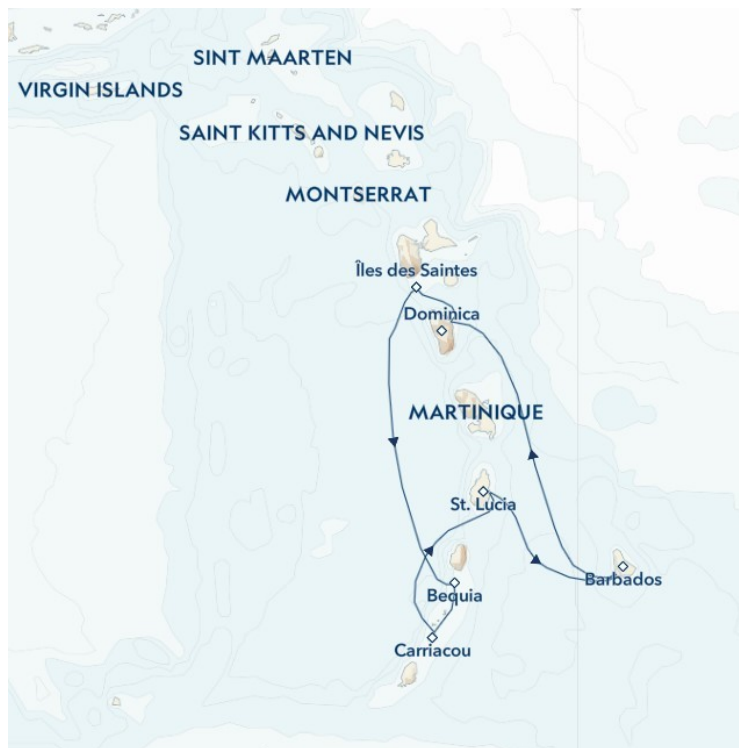 SINT MAARTEN
VIRGIN ISLANDS
SAINT KITTS AND NEVIS
MONTSERRAT
Îles des Saintes
Dominica
MARTINIQUE
St. Lucia
Barbados
Bequia
Carriacou